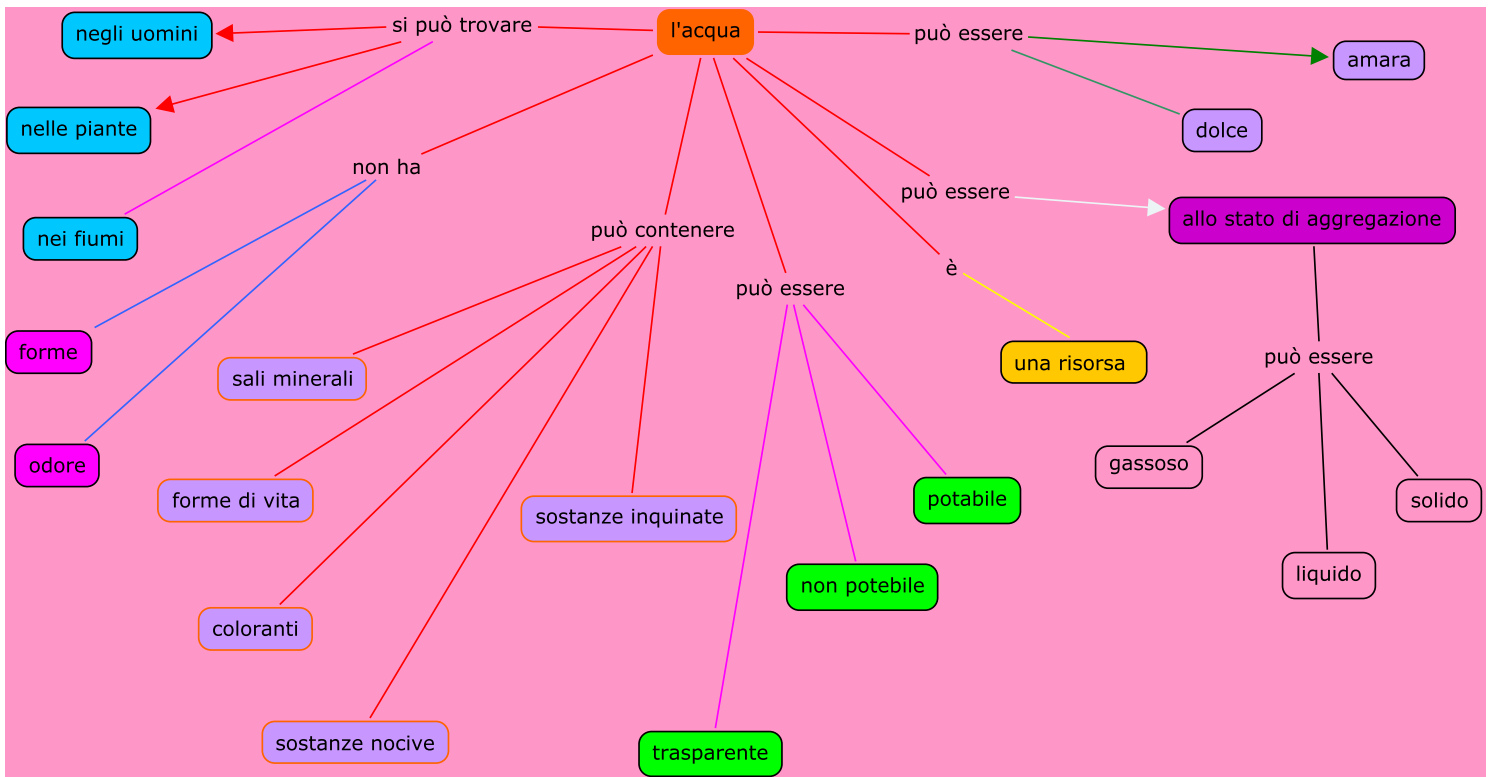 si può trovare
l'acqua
può essere
negli uomini
amara
nelle piante
dolce
non ha
può essere
allo stato di aggregazione
nei fiumi
può contenere
è
può essere
forme
sali minerali
una risorsa
può essere
odore
gassoso
forme di vita
sostanze inquinate
potabile
solido
non potebile
liquido
coloranti
sostanze nocive
trasparente